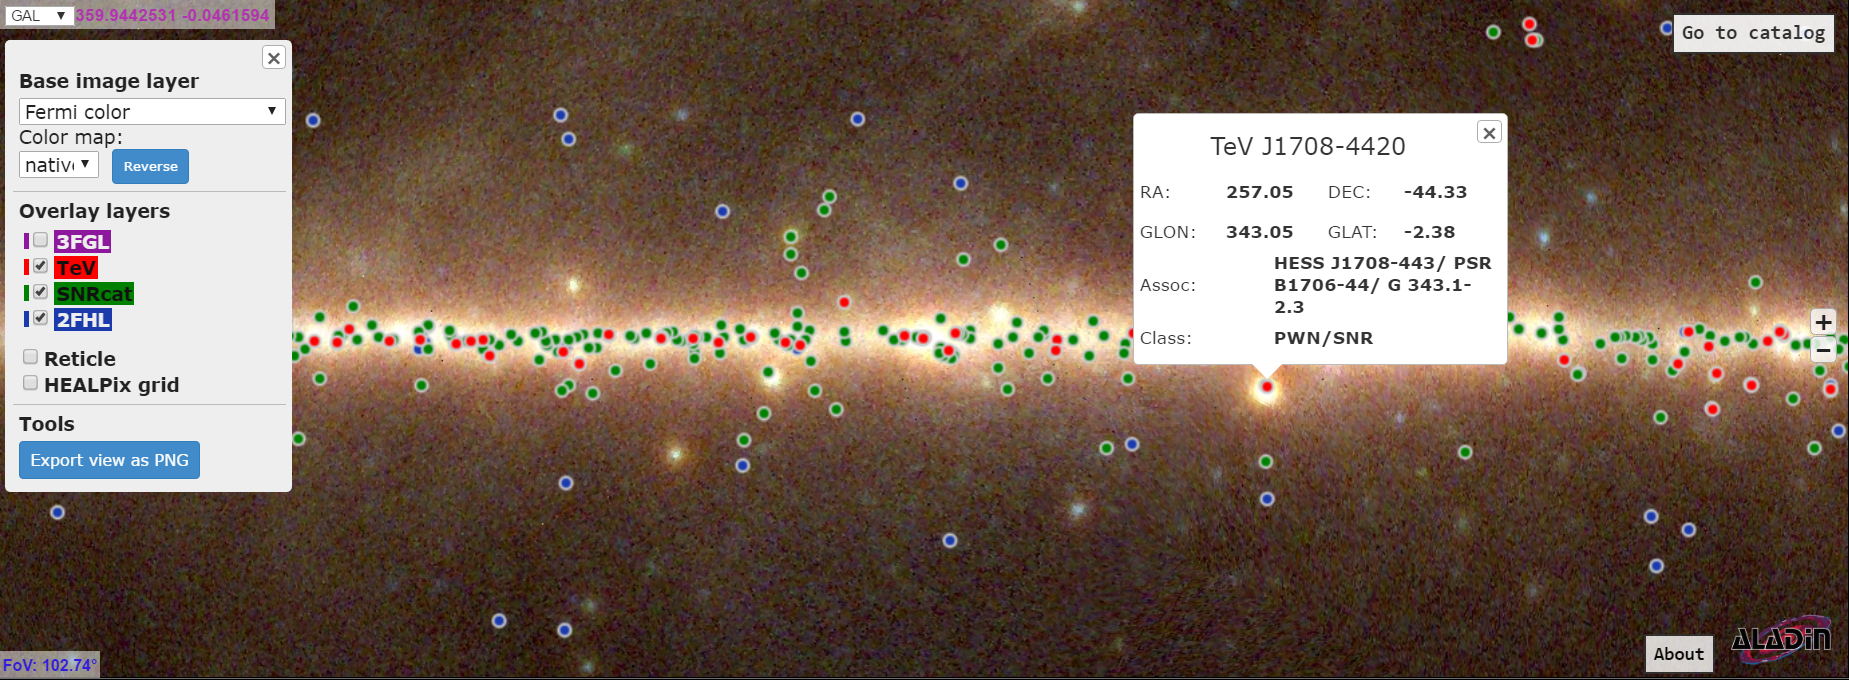 GAL 359.9442531 -0.0461594
Go to catalog
Base image layer
Fermi color
Color map:
native Reverse
Overlay layers
3FGL
TeV
SNRcat
2FHL
Reticle
HEALPix grid
Tools
Export view as PNG
TeV J1708-4420
RA: 257.05 DEC: -44.33
GLON: 343.05 GLAT: -2.38
Assoc: HESS J1708-443/ PSR
B1706-44/ G 343.1-
2.3
Class: PWN/SNR
+
−
FoV: 102.74°
About
ALADiN